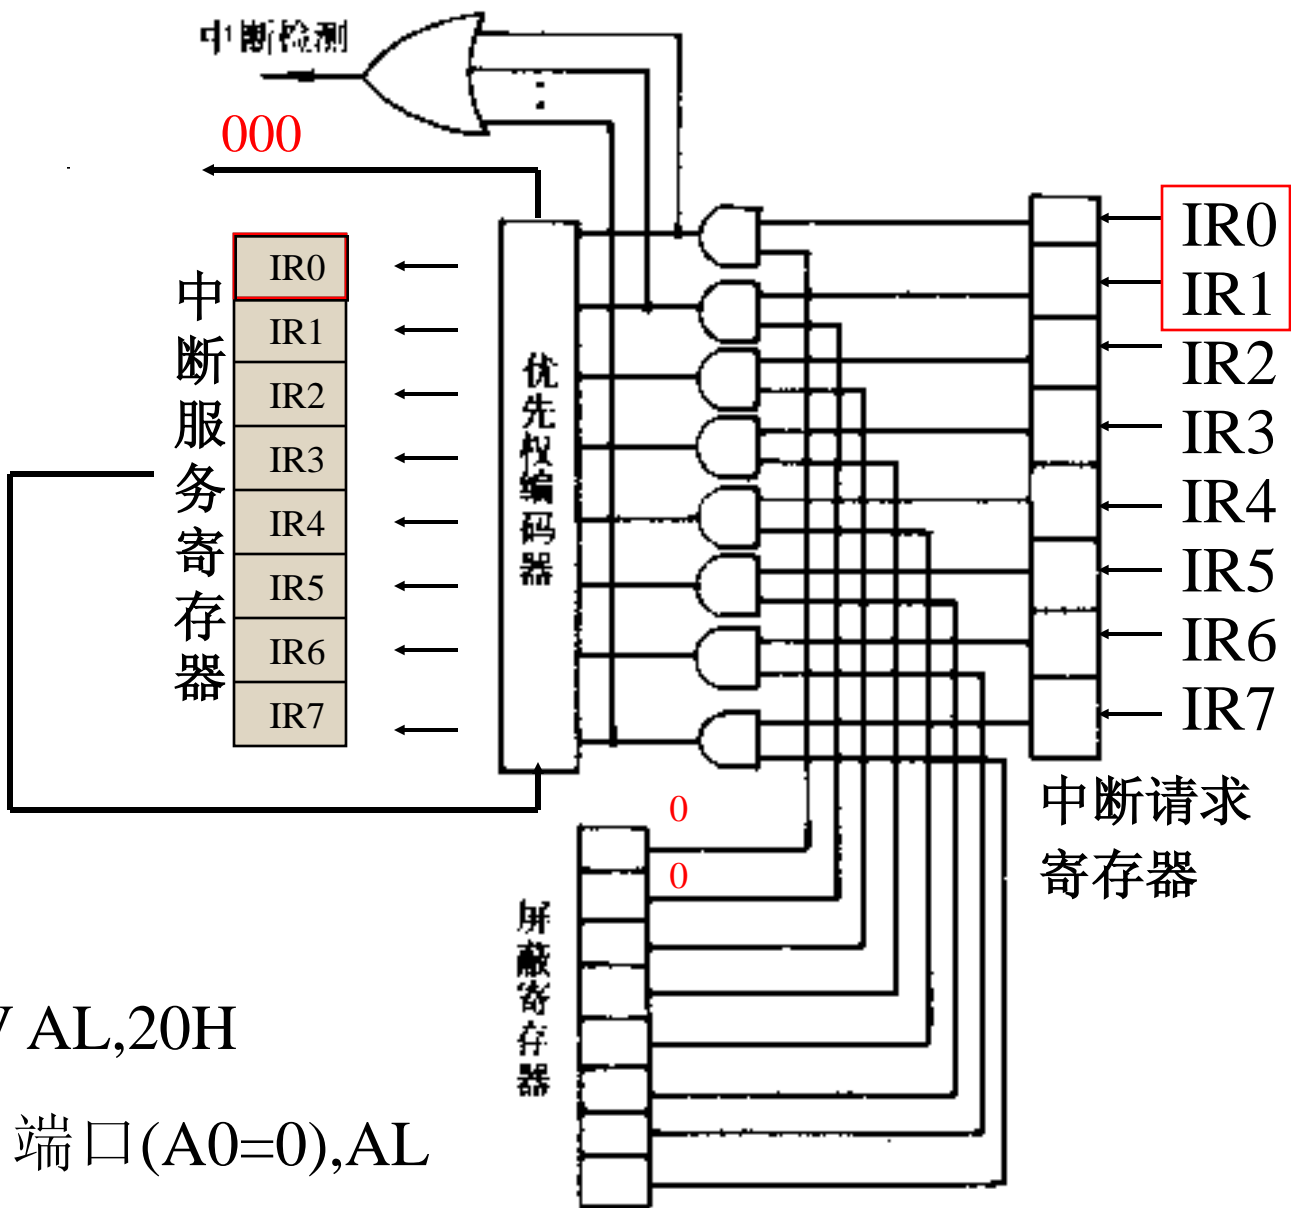 中断检测
000
中断服务寄存器
IR0
IR1
IR2
IR3
IR4
IR5
IR6
IR7
优先权编码器
IR0
IR1
IR2
IR3
IR4
IR5
IR6
IR7
中断请求
寄存器
0
0
屏蔽寄存器
AL,20H
端口(A0=0),AL